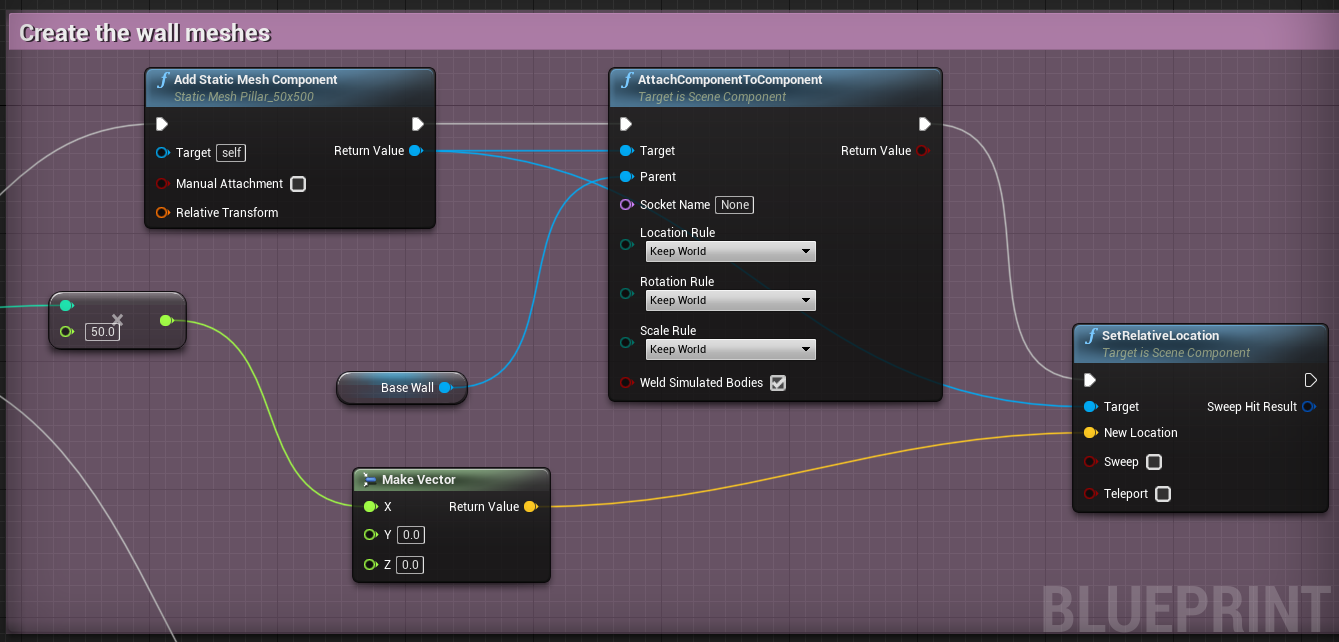 Create the wall meshes
f Add Static Mesh Component
Static Mesh Pillar_50x500
Target self
Return Value
Manual Attachment
Relative Transform
f AttachComponentToComponent
Target is Scene Component
Target
Return Value
Parent
Socket Name None
Location Rule
Keep World
Rotation Rule
Keep World
Scale Rule
Keep World
Weld Simulated Bodies
50.0
Base Wall
Make Vector
X
Return Value
Y 0.0
Z 0.0
f SetRelativeLocation
Target is Scene Component
Target
Sweep Hit Result
New Location
Sweep
Teleport
BLUEPRINT